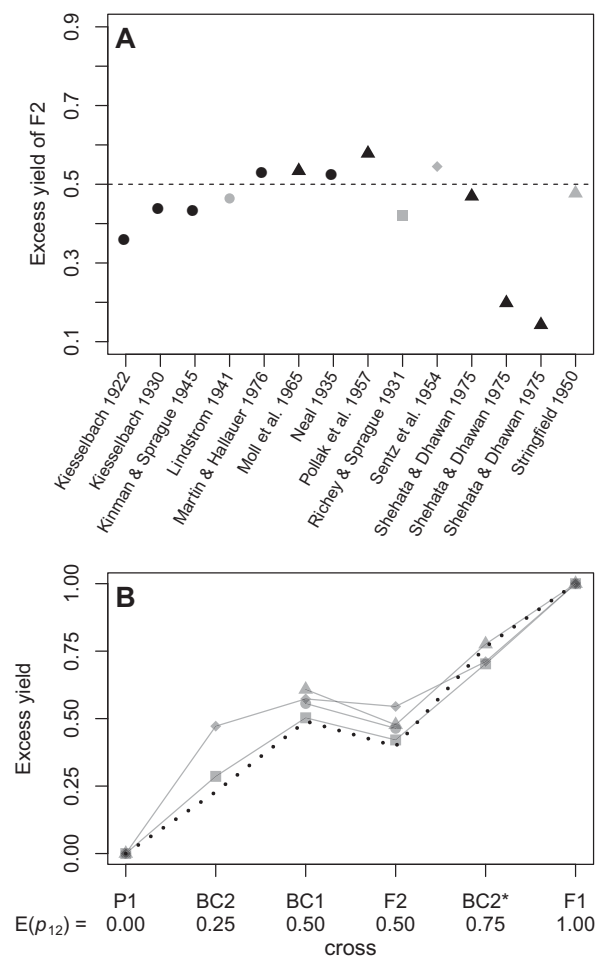 A
Excess yield of F2
0.9
0.7
0.5
0.3
0.1
Kiesselbach 1922
Kiesselbach 1930
Kinman & Sprague 1945
Lindstrom 1941
Martin & Hallauer 1976
Moll et al. 1965
Neal 1935
Pollak et al. 1957
Richey & Sprague 1931
Sentz et al. 1954
Shehata & Dhawan 1975
Shehata & Dhawan 1975
Shehata & Dhawan 1975
Stringfield 1950
B
Excess yield
1.00
0.75
0.50
0.25
0.00
P1 BC2 BC1 F2 BC2* F1
E(p12) = 0.00 0.25 0.50 0.50 0.75 1.00
cross